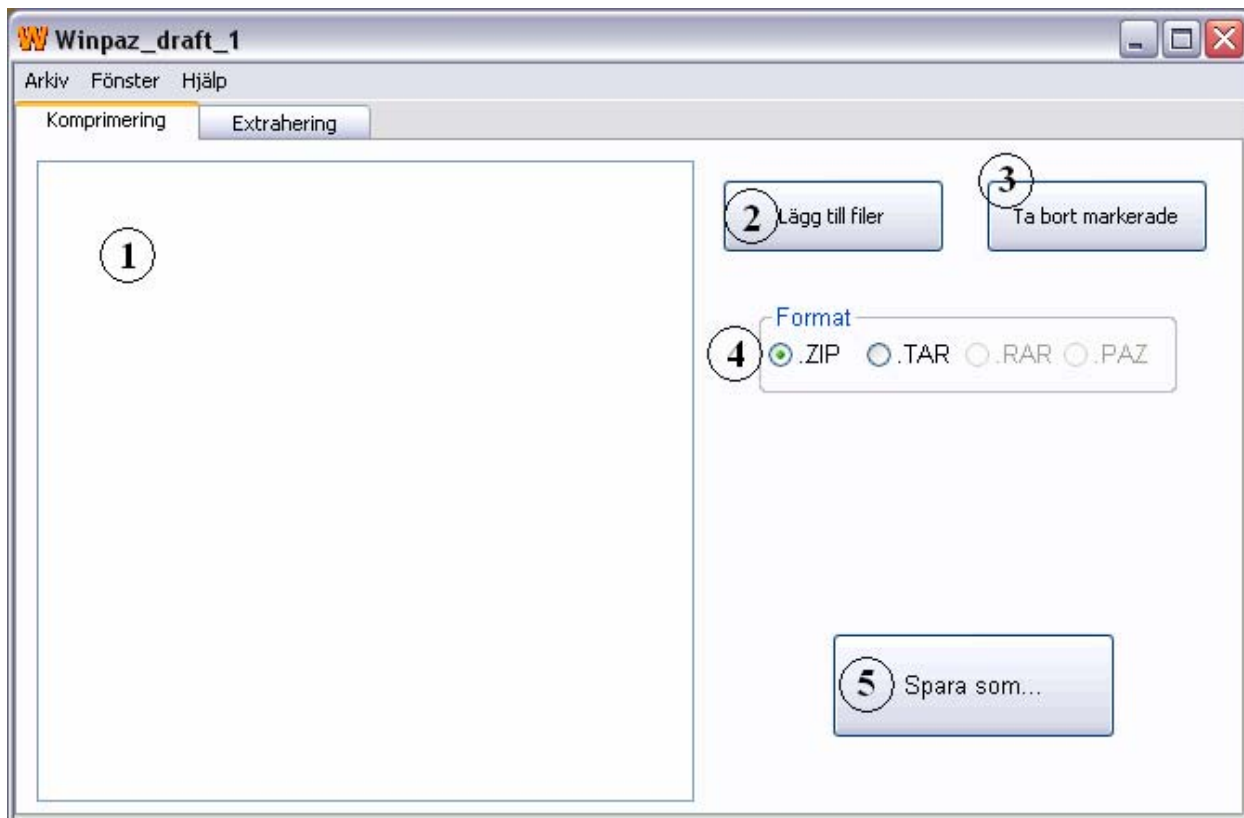 Winpaz_draft_1
Arkiv Fönster Hjälp
Komprimering Extrahering
1
2 Lägg till filer
3 Ta bort markerade
Format
4 .ZIP .TAR .RAR .PAZ
5 Spara som...